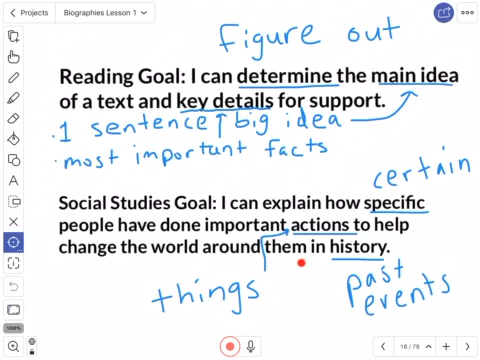 Projects
Biographies Lesson 1
figure out
Reading Goal: I can determine the main idea
of a text and key details for support.
• 1 sentence big idea
• most important facts
certain
Social Studies Goal: I can explain how specific
people have done important actions to help
change the world around them in history.
things
past
events
100%
18 / 78